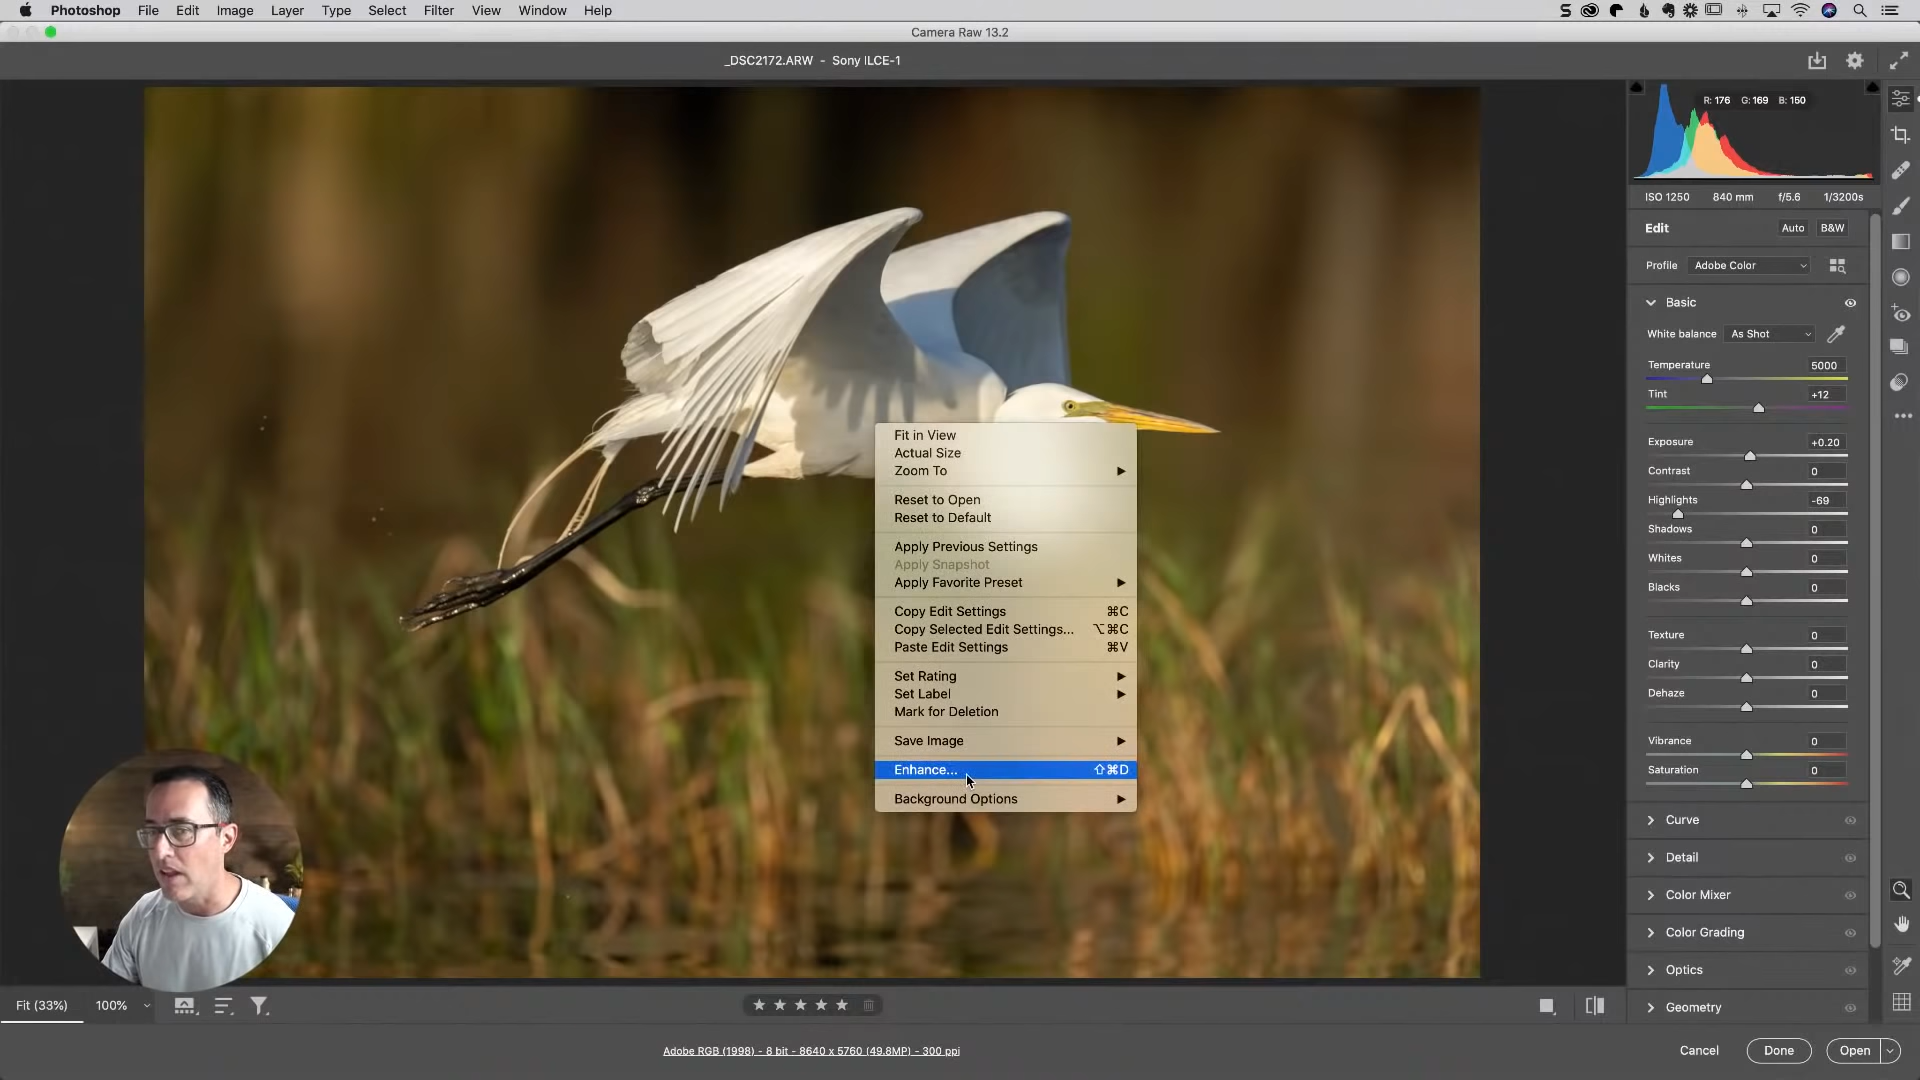 Photoshop File Edit Image Layer Type Select Filter View Window Help
Camera Raw 13.2
_DSC2172.ARW - Sony ILCE-1
R: 176 G: 169 B: 150
ISO 1250 840 mm f/5.6 1/3200s
Edit Auto B&W
Profile Adobe Color
Basic
White balance As Shot
Temperature 5000
Tint +12
Exposure +0.20
Contrast 0
Highlights -69
Shadows 0
Whites 0
Blacks 0
Texture 0
Clarity 0
Dehaze 0
Vibrance 0
Saturation 0
Curve
Detail
Color Mixer
Color Grading
Optics
Geometry
Fit in View
Actual Size
Zoom To
Reset to Open
Reset to Default
Apply Previous Settings
Apply Snapshot
Apply Favorite Preset
Copy Edit Settings ⌘C
Copy Selected Edit Settings... ⌥⌘C
Paste Edit Settings ⌘V
Set Rating
Set Label
Mark for Deletion
Save Image
Enhance... ⇧⌘D
Background Options
Fit (33%) 100%
Adobe RGB (1998) - 8 bit - 8640 x 5760 (49.8MP) - 300 ppi
Cancel Done Open